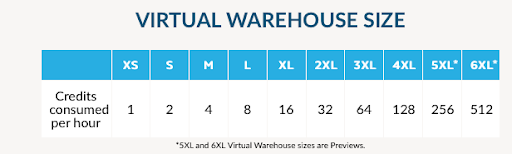 VIRTUAL WAREHOUSE SIZE
XS S M L XL 2XL 3XL 4XL 5XL* 6XL*
Credits
consumed 1 2 4 8 16 32 64 128 256 512
per hour
*5XL and 6XL Virtual Warehouse sizes are Previews.